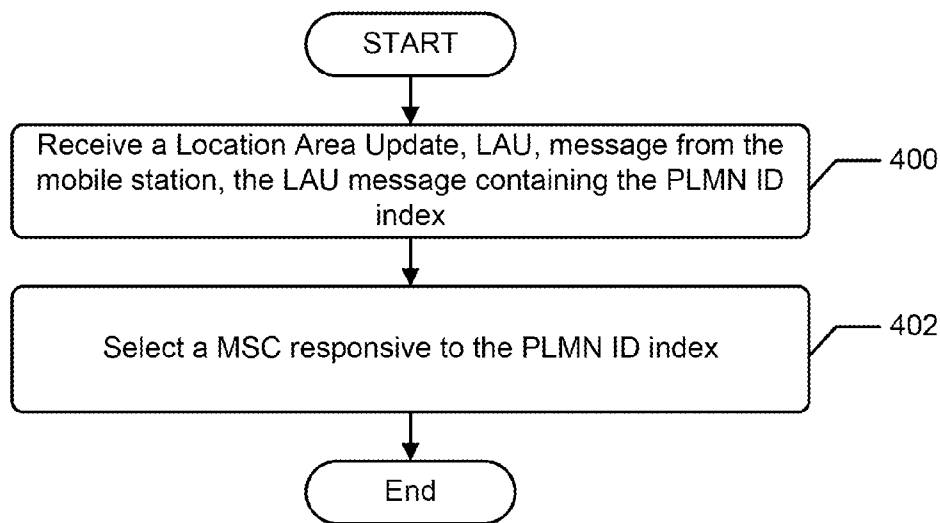 START
Receive a Location Area Update, LAU, message from the
mobile station, the LAU message containing the PLMN ID
index
400
Select a MSC responsive to the PLMN ID index
402
End